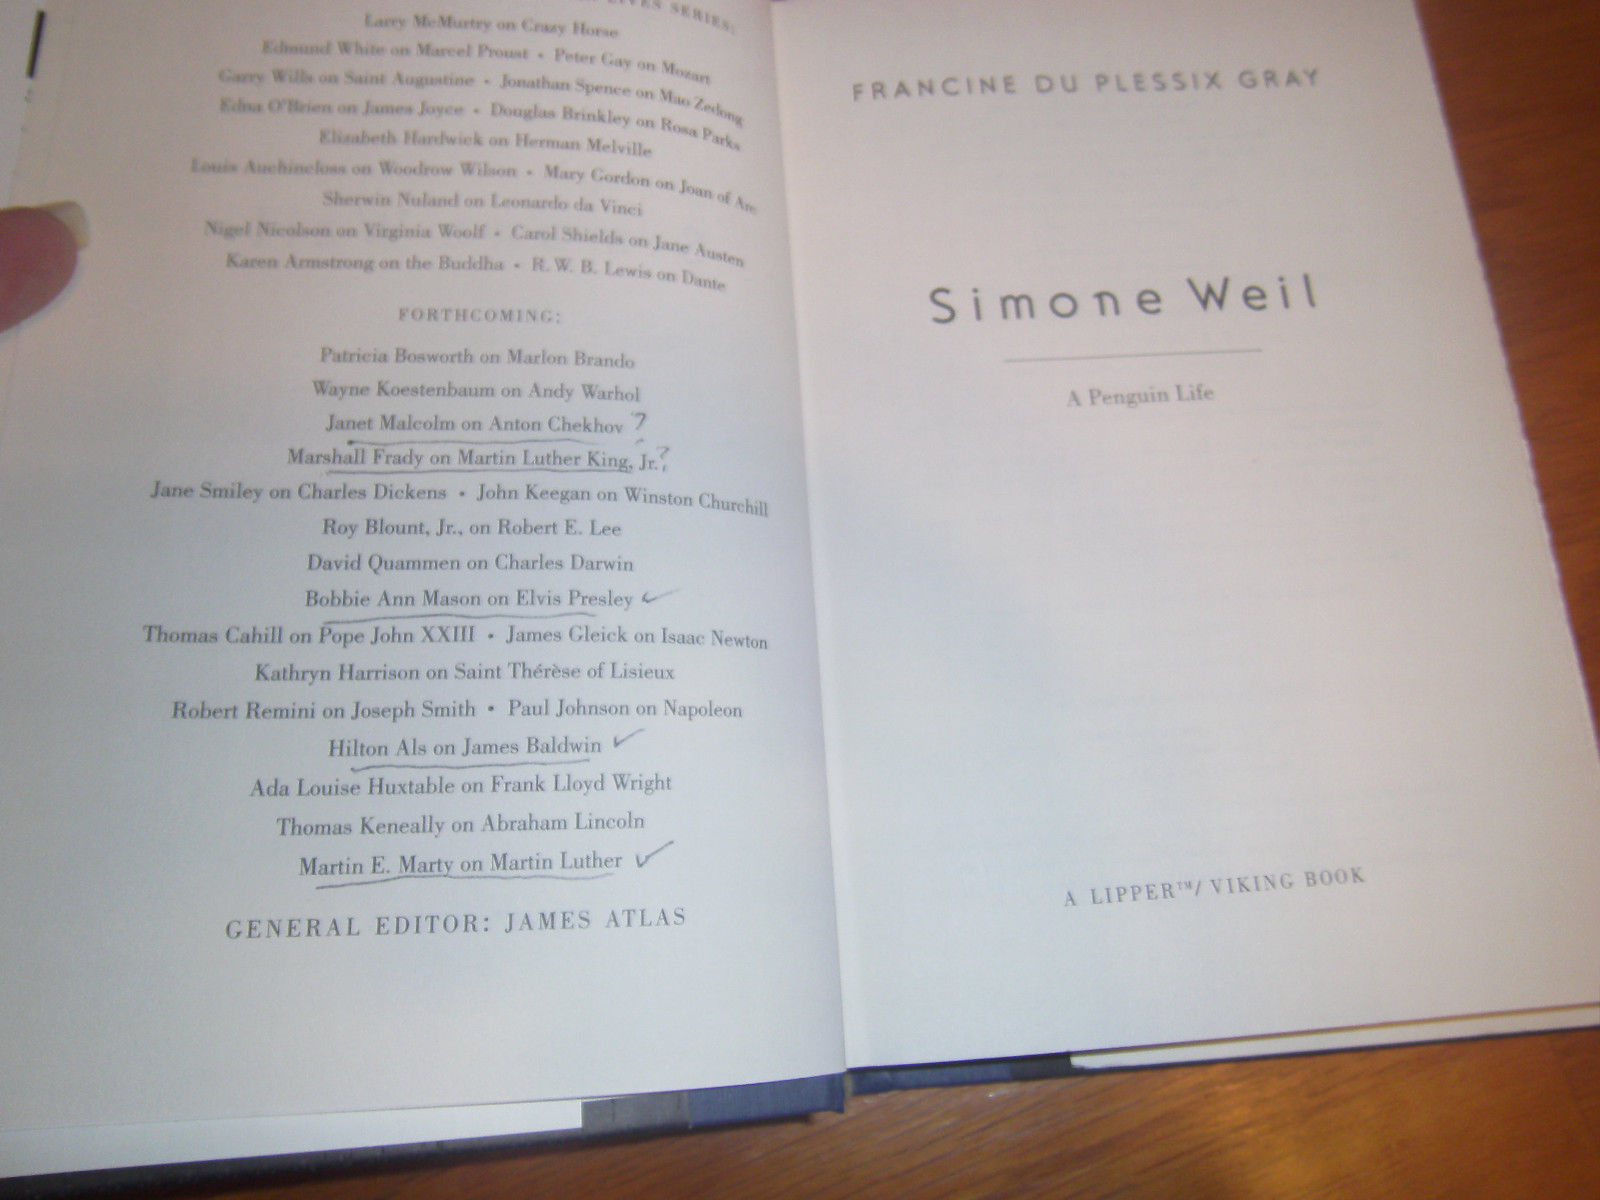 LIVES SERIES:
Larry McMurtry on Crazy Horse
Edmund White on Marcel Proust • Peter Gay on Mozart
Garry Wills on Saint Augustine • Jonathan Spence on Mao Zedong
Edna O'Brien on James Joyce • Douglas Brinkley on Rosa Parks
Elizabeth Hardwick on Herman Melville
Louis Auchincloss on Woodrow Wilson • Mary Gordon on Joan of Arc
Sherwin Nuland on Leonardo da Vinci
Nigel Nicolson on Virginia Woolf • Carol Shields on Jane Austen
Karen Armstrong on the Buddha • R. W. B. Lewis on Dante
FORTHCOMING:
Patricia Bosworth on Marlon Brando
Wayne Koestenbaum on Andy Warhol
Janet Malcolm on Anton Chekhov ?
Marshall Frady on Martin Luther King, Jr. ?
Jane Smiley on Charles Dickens • John Keegan on Winston Churchill
Roy Blount, Jr., on Robert E. Lee
David Quammen on Charles Darwin
Bobbie Ann Mason on Elvis Presley ✓
Thomas Cahill on Pope John XXIII • James Gleick on Isaac Newton
Kathryn Harrison on Saint Thérèse of Lisieux
Robert Remini on Joseph Smith • Paul Johnson on Napoleon
Hilton Als on James Baldwin ✓
Ada Louise Huxtable on Frank Lloyd Wright
Thomas Keneally on Abraham Lincoln
Martin E. Marty on Martin Luther ✓
GENERAL EDITOR: JAMES ATLAS
FRANCINE DU PLESSIX GRAY
Simone Weil
A Penguin Life
A LIPPER™/ VIKING BOOK